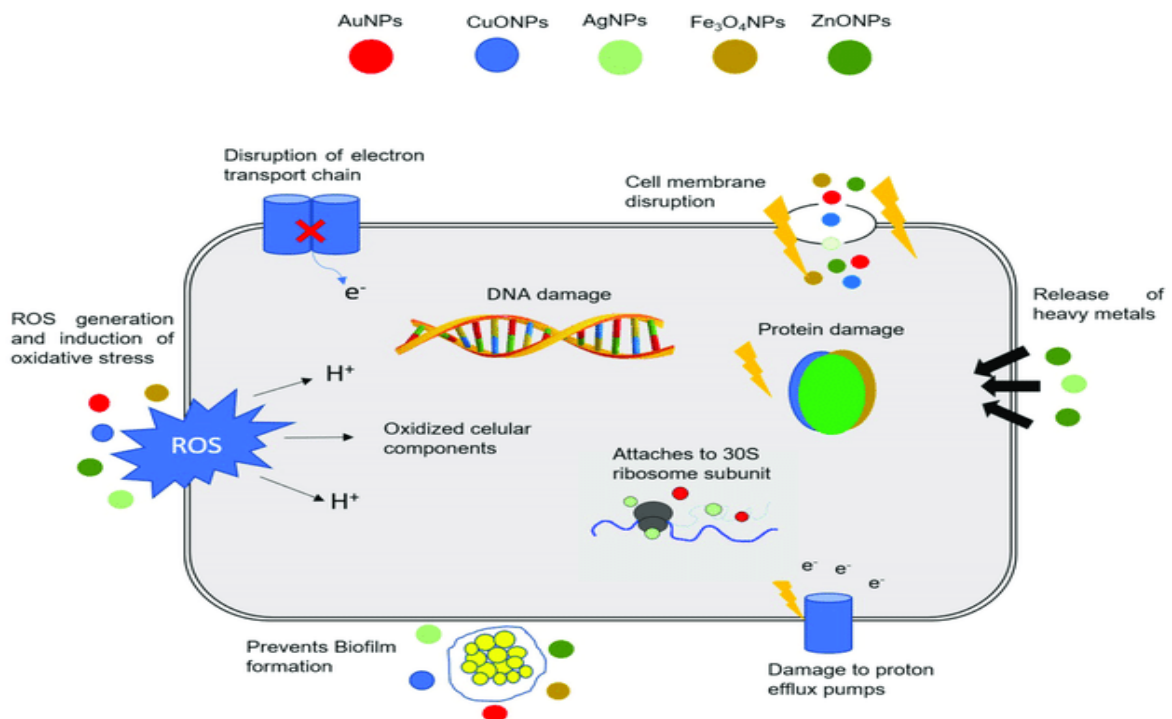 AuNPs
CuONPs
AgNPs
Fe₃O₄NPs
ZnONPs
Disruption of electron
transport chain
e⁻
Cell membrane
disruption
DNA damage
Release of
heavy metals
ROS generation
and induction of
oxidative stress
Protein damage
H⁺
ROS
Oxidized celular
components
H⁺
Attaches to 30S
ribosome subunit
e⁻ e⁻ e⁻
Prevents Biofilm
formation
Damage to proton
efflux pumps